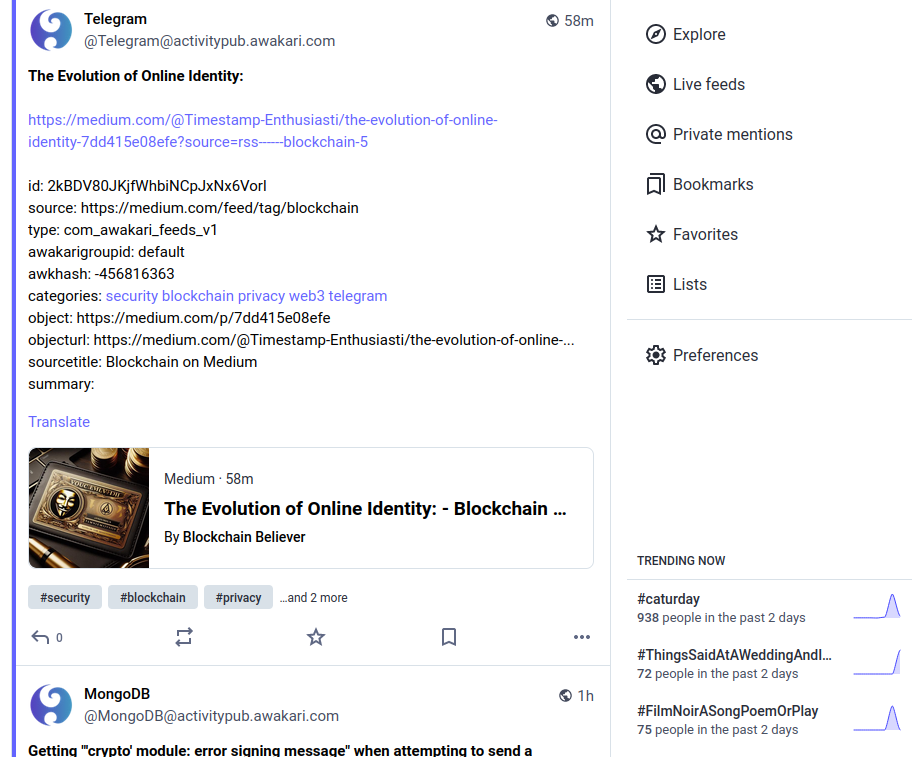 Telegram
58m
@Telegram@activitypub.awakari.com
The Evolution of Online Identity:
https://medium.com/@Timestamp-Enthusiasti/the-evolution-of-online-
identity-7dd415e08efe?source=rss------blockchain-5
id: 2kBDV80JKjfWhbiNCpJxNx6VorI
source: https://medium.com/feed/tag/blockchain
type: com_awakari_feeds_v1
awakarigroupid: default
awkhash: -456816363
categories: security blockchain privacy web3 telegram
object: https://medium.com/p/7dd415e08efe
objecturl: https://medium.com/@Timestamp-Enthusiasti/the-evolution-of-online-...
sourcetitle: Blockchain on Medium
summary:
Translate
Medium · 58m
The Evolution of Online Identity: - Blockchain ...
By Blockchain Believer
#security
#blockchain
#privacy
...and 2 more
0
MongoDB
1h
@MongoDB@activitypub.awakari.com
Getting "'crypto' module: error signing message" when attempting to send a
Explore
Live feeds
Private mentions
Bookmarks
Favorites
Lists
Preferences
TRENDING NOW
#caturday
938 people in the past 2 days
#ThingsSaidAtAWeddingAndI...
72 people in the past 2 days
#FilmNoirASongPoemOrPlay
75 people in the past 2 days